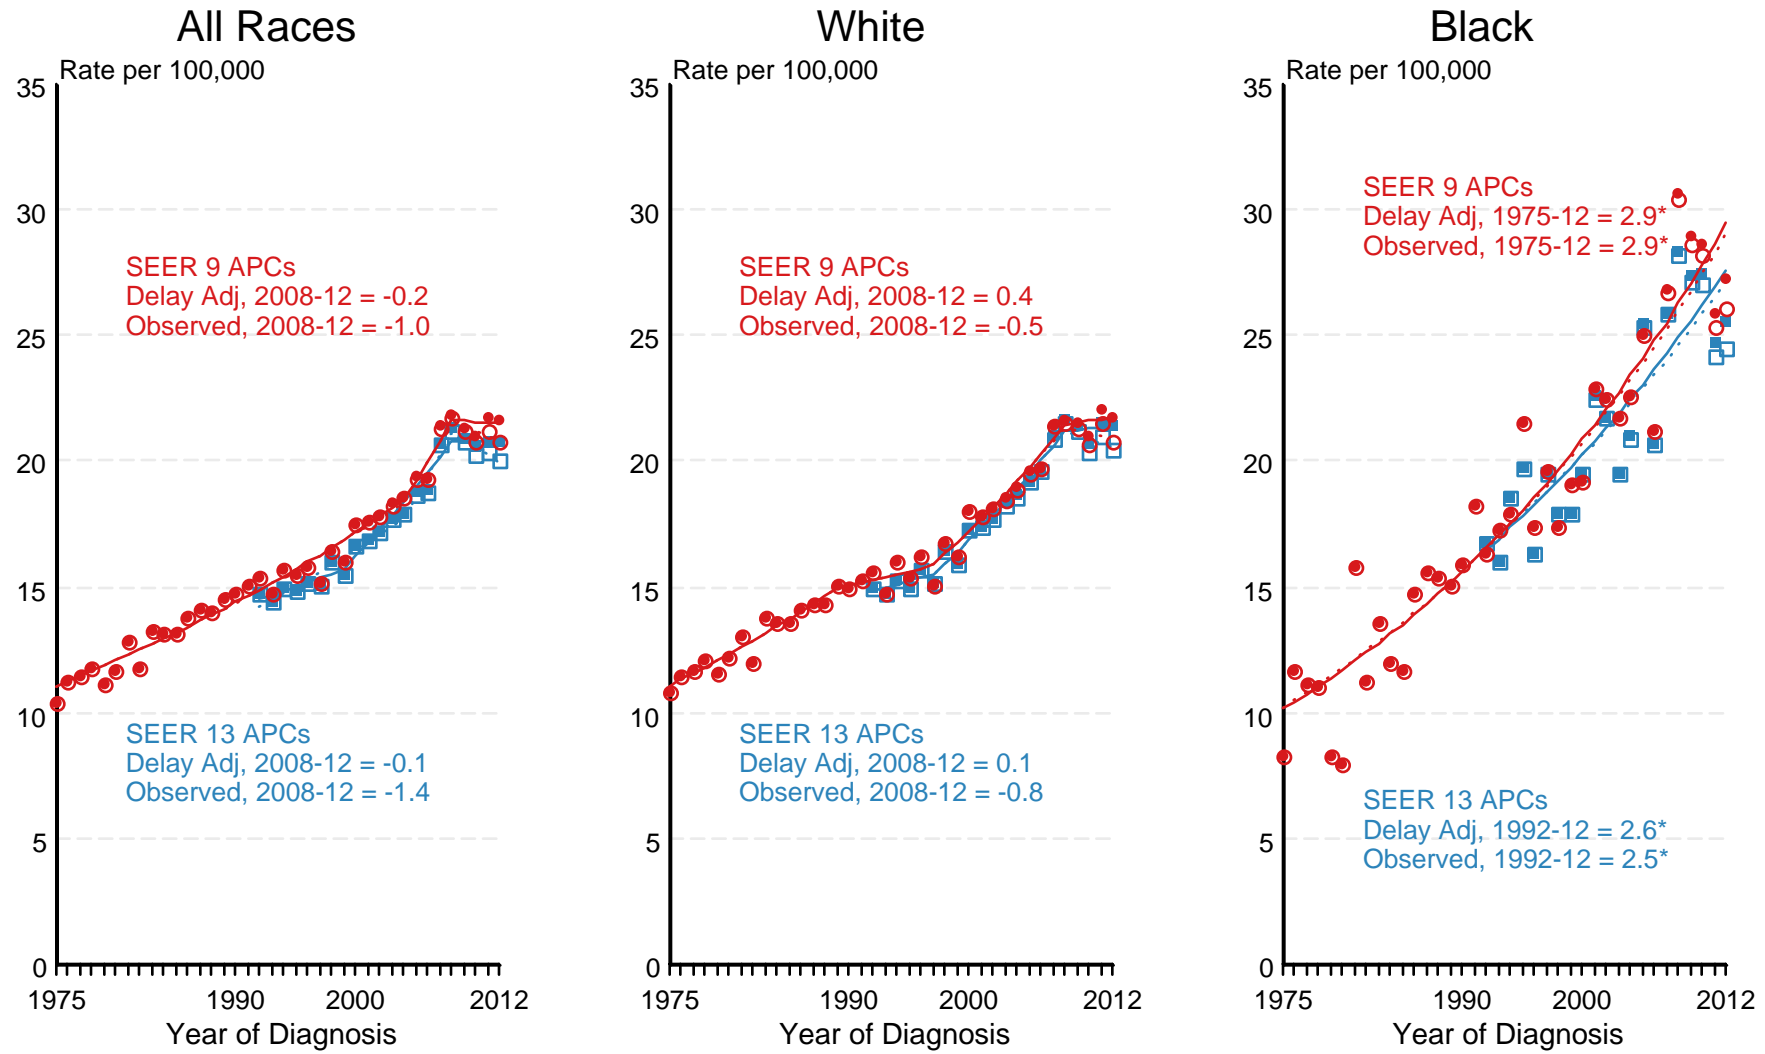 All Races
Rate per 100,000
35
30
25
20
15
10
5
0
SEER 9 APCs
Delay Adj, 2008-12 = -0.2
Observed, 2008-12 = -1.0
SEER 13 APCs
Delay Adj, 2008-12 = -0.1
Observed, 2008-12 = -1.4
1975 1990 2000 2012
Year of Diagnosis
White
Rate per 100,000
35
30
25
20
15
10
5
0
SEER 9 APCs
Delay Adj, 2008-12 = 0.4
Observed, 2008-12 = -0.5
SEER 13 APCs
Delay Adj, 2008-12 = 0.1
Observed, 2008-12 = -0.8
1975 1990 2000 2012
Year of Diagnosis
Black
Rate per 100,000
35
30
25
20
15
10
5
0
SEER 9 APCs
Delay Adj, 1975-12 = 2.9*
Observed, 1975-12 = 2.9*
SEER 13 APCs
Delay Adj, 1992-12 = 2.6*
Observed, 1992-12 = 2.5*
1975 1990 2000 2012
Year of Diagnosis